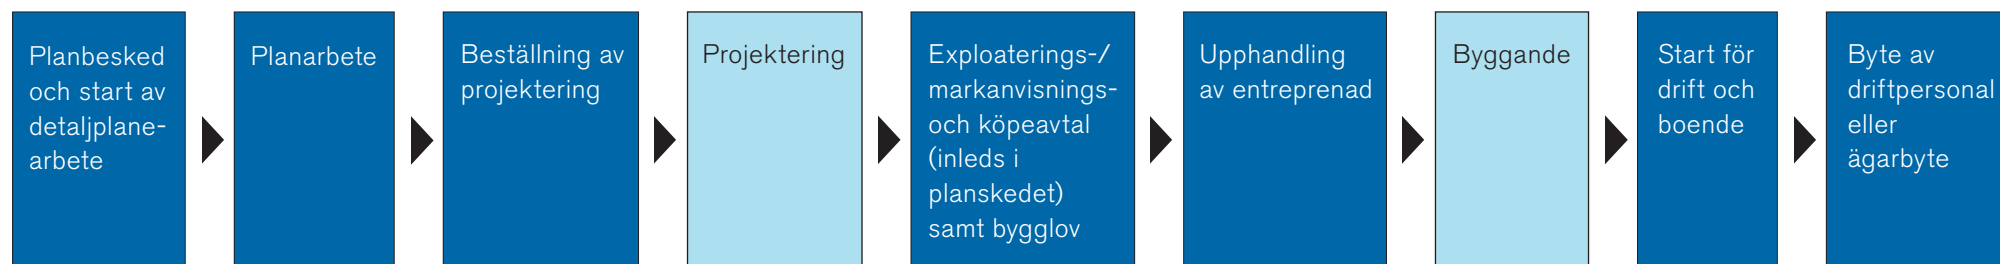 Planbesked
och start av
detaljplane-
arbete
Planarbete
Beställning av
projektering
Projektering
Exploaterings-/
markanvisnings-
och köpeavtal
(inleds i
planskedet)
samt bygglov
Upphandling
av entreprenad
Byggande
Start för
drift och
boende
Byte av
driftpersonal
eller
ägarbyte